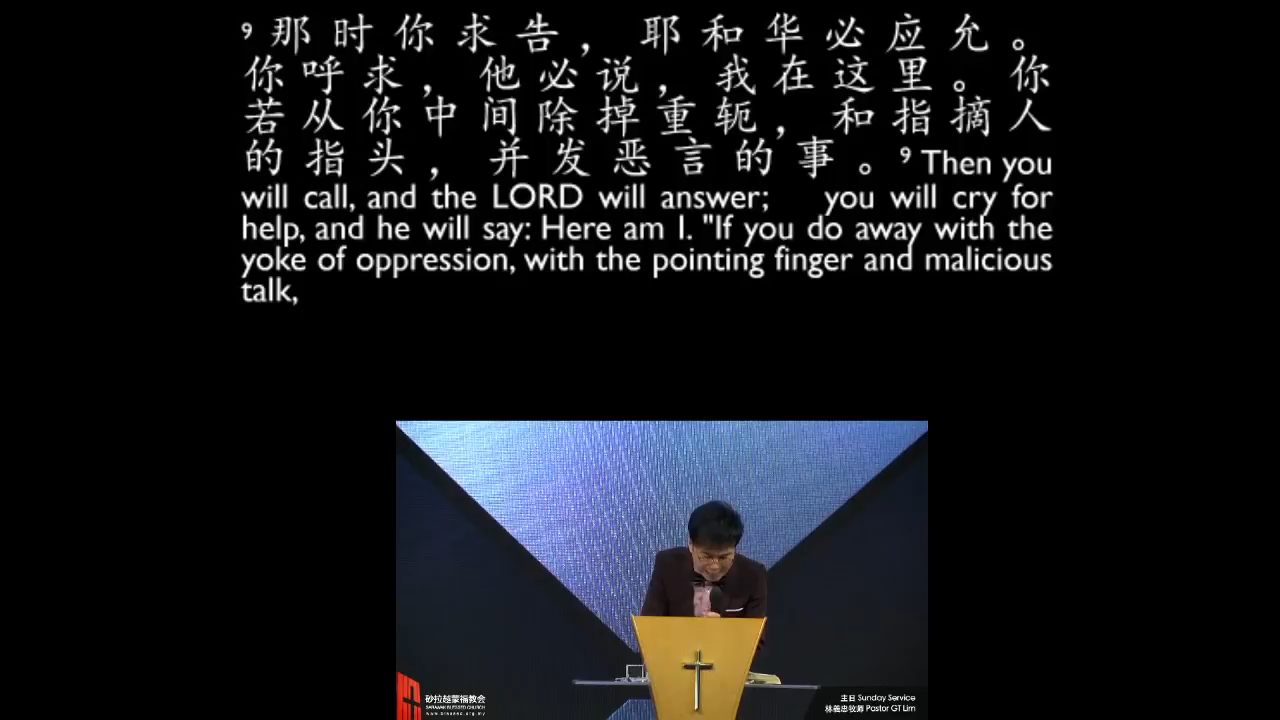 ⁹ 那时你求告，耶和华必应允。
你呼求，他必说，我在这里。你
若从你中间除掉重轭，和指摘人
的指头，并发恶言的事。⁹ Then you
will call, and the LORD will answer; you will cry for
help, and he will say: Here am I. "If you do away with the
yoke of oppression, with the pointing finger and malicious
talk,
砂拉越蒙福教会
SARAWAK BLESSED CHURCH
主日 Sunday Service
林義忠牧师 Pastor GT Lim